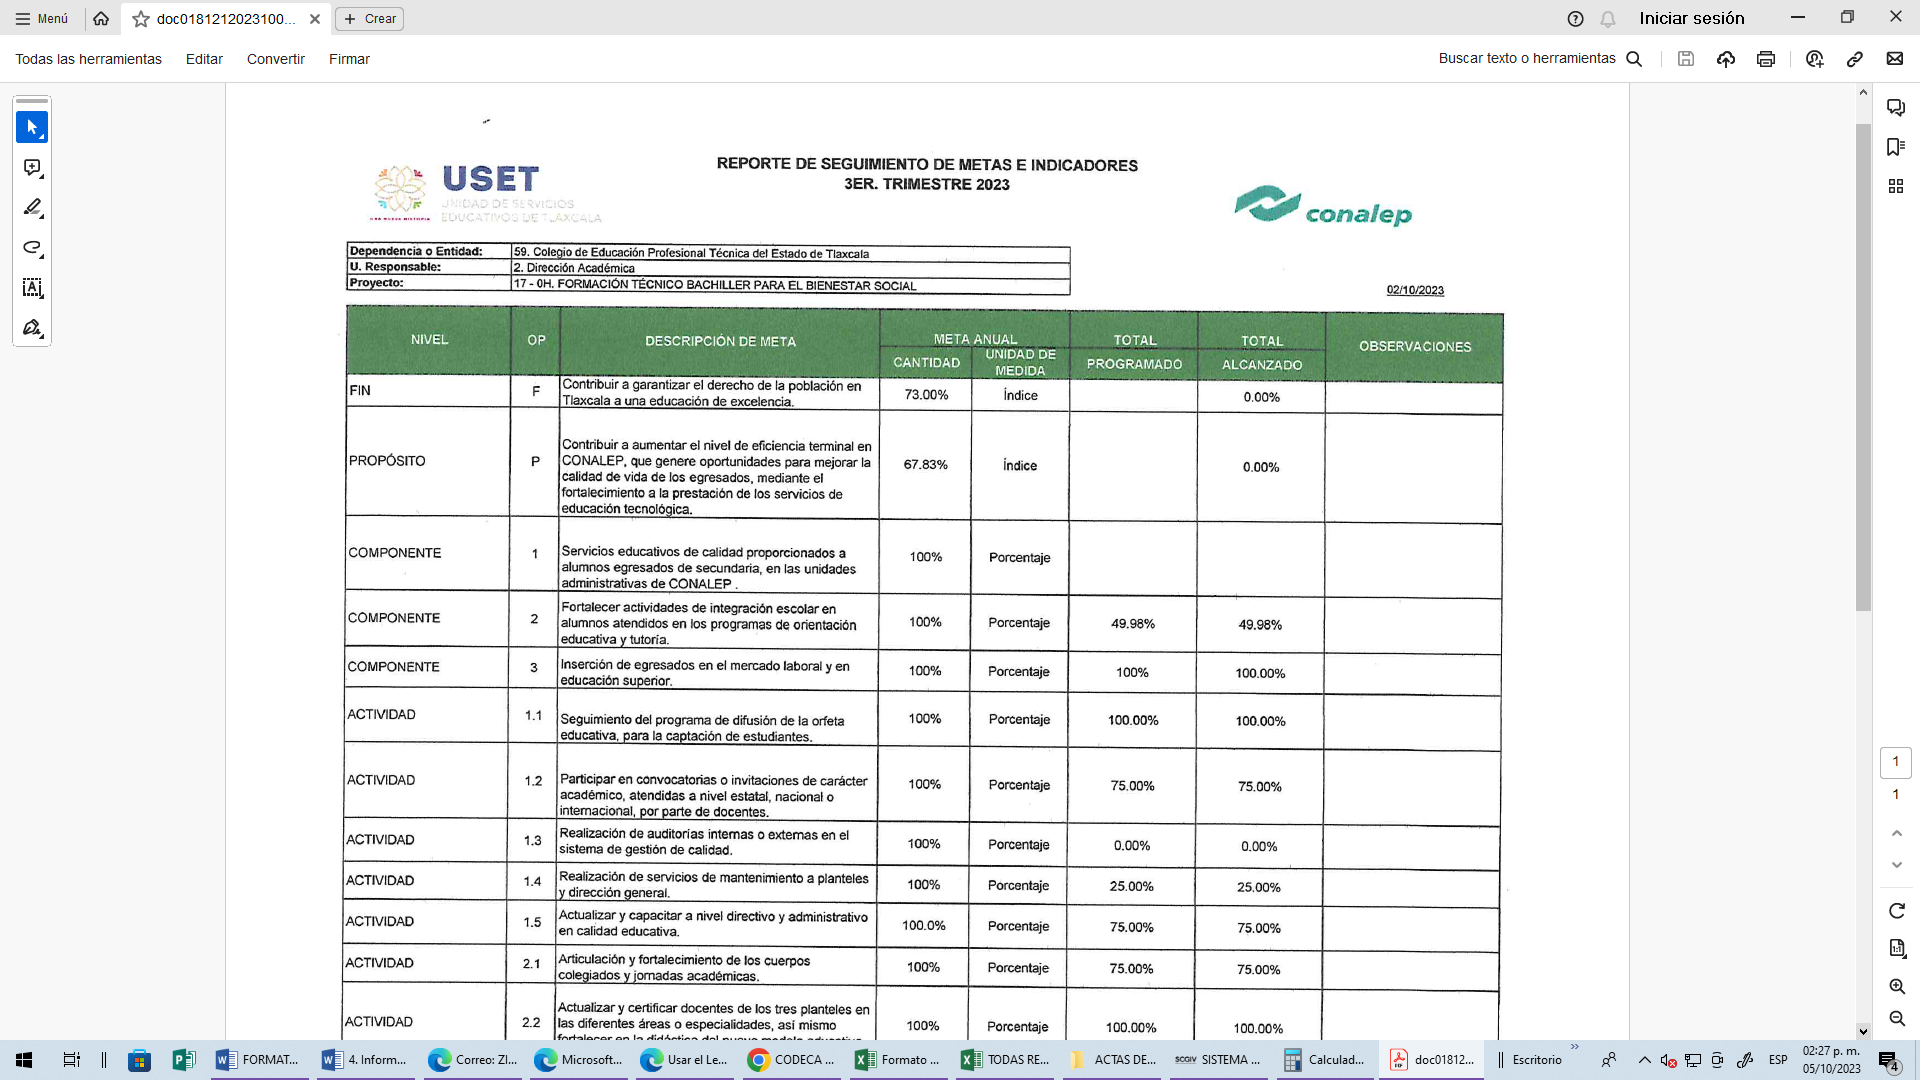 Menú
doc0181212023100...
Crear
Iniciar sesión
Todas las herramientas
Editar
Convertir
Firmar
Buscar texto o herramientas
USET
UNIDAD DE SERVICIOS
EDUCATIVOS DE TLAXCALA
UNA NUEVA HISTORIA
REPORTE DE SEGUIMIENTO DE METAS E INDICADORES
3ER. TRIMESTRE 2023
conalep
Dependencia o Entidad: 59. Colegio de Educación Profesional Técnica del Estado de Tlaxcala
U. Responsable: 2. Dirección Académica
Proyecto: 17 - 0H. FORMACIÓN TÉCNICO BACHILLER PARA EL BIENESTAR SOCIAL
02/10/2023
NIVEL OP DESCRIPCIÓN DE META META ANUAL TOTAL TOTAL OBSERVACIONES
CANTIDAD UNIDAD DE MEDIDA PROGRAMADO ALCANZADO
FIN F Contribuir a garantizar el derecho de la población en
Tlaxcala a una educación de excelencia. 73.00% Índice 0.00%
PROPÓSITO P Contribuir a aumentar el nivel de eficiencia terminal en
CONALEP, que genere oportunidades para mejorar la
calidad de vida de los egresados, mediante el
fortalecimiento a la prestación de los servicios de
educación tecnológica. 67.83% Índice 0.00%
COMPONENTE 1 Servicios educativos de calidad proporcionados a
alumnos egresados de secundaria, en las unidades
administrativas de CONALEP . 100% Porcentaje
COMPONENTE 2 Fortalecer actividades de integración escolar en
alumnos atendidos en los programas de orientación
educativa y tutoría. 100% Porcentaje 49.98% 49.98%
COMPONENTE 3 Inserción de egresados en el mercado laboral y en
educación superior. 100% Porcentaje 100% 100.00%
ACTIVIDAD 1.1 Seguimiento del programa de difusión de la orfeta
educativa, para la captación de estudiantes. 100% Porcentaje 100.00% 100.00%
ACTIVIDAD 1.2 Participar en convocatorias o invitaciones de carácter
académico, atendidas a nivel estatal, nacional o
internacional, por parte de docentes. 100% Porcentaje 75.00% 75.00%
ACTIVIDAD 1.3 Realización de auditorías internas o externas en el
sistema de gestión de calidad. 100% Porcentaje 0.00% 0.00%
ACTIVIDAD 1.4 Realización de servicios de mantenimiento a planteles
y dirección general. 100% Porcentaje 25.00% 25.00%
ACTIVIDAD 1.5 Actualizar y capacitar a nivel directivo y administrativo
en calidad educativa. 100.0% Porcentaje 75.00% 75.00%
ACTIVIDAD 2.1 Articulación y fortalecimiento de los cuerpos
colegiados y jornadas académicas. 100% Porcentaje 75.00% 75.00%
ACTIVIDAD 2.2 Actualizar y certificar docentes de los tres planteles en
las diferentes áreas o especialidades, así mismo
fortalecer en la didáctica del nuevo modelo educativo 100% Porcentaje 100.00% 100.00%
1
1
FORMAT...
4. Inform...
Correo: ZI...
Microsoft...
Usar el Le...
CODECA ...
Formato ...
TODAS RE...
ACTAS DE...
SCGIV SISTEMA ...
Calculad...
doc01812...
Escritorio
ESP
02:27 p. m.
05/10/2023
4